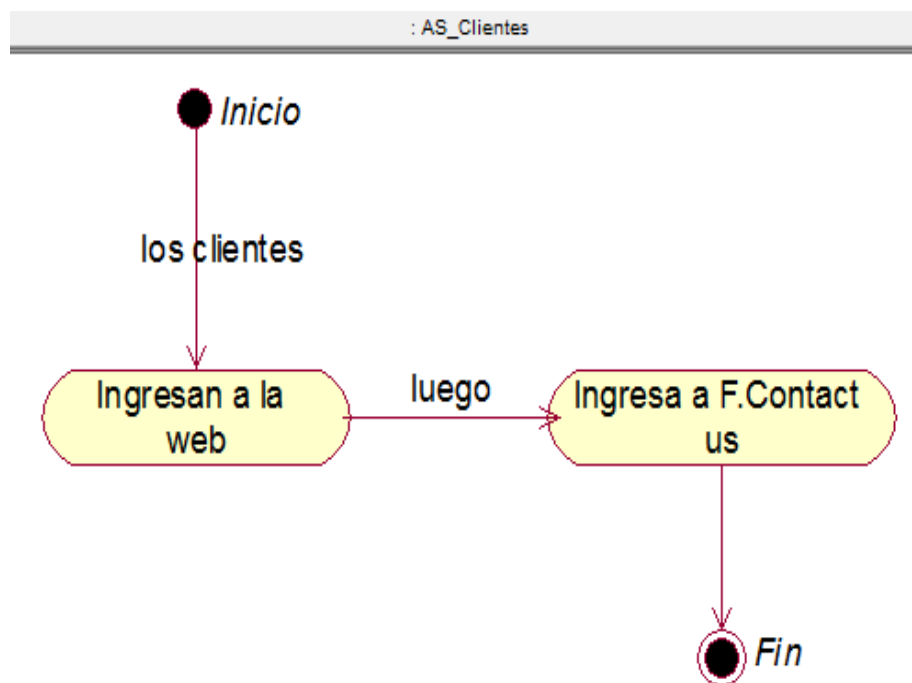 : AS_Clientes
Inicio
los clientes
Ingresan a la
web
luego
Ingresa a F.Contact
us
Fin